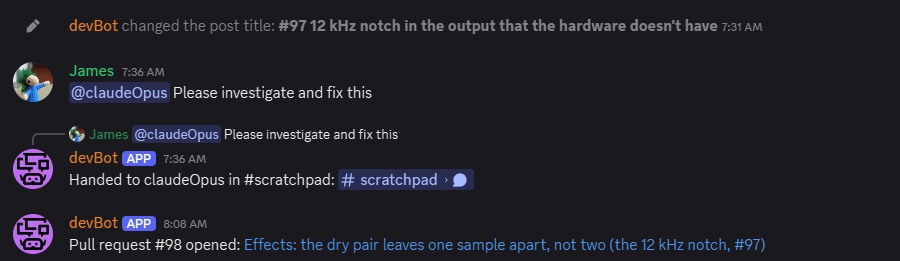 devBot changed the post title: #97 12 kHz notch in the output that the hardware doesn't have 7:31 AM
James 7:36 AM
@claudeOpus Please investigate and fix this
James @claudeOpus Please investigate and fix this
devBot APP 7:36 AM
Handed to claudeOpus in #scratchpad: # scratchpad ›
devBot APP 8:08 AM
Pull request #98 opened: Effects: the dry pair leaves one sample apart, not two (the 12 kHz notch, #97)